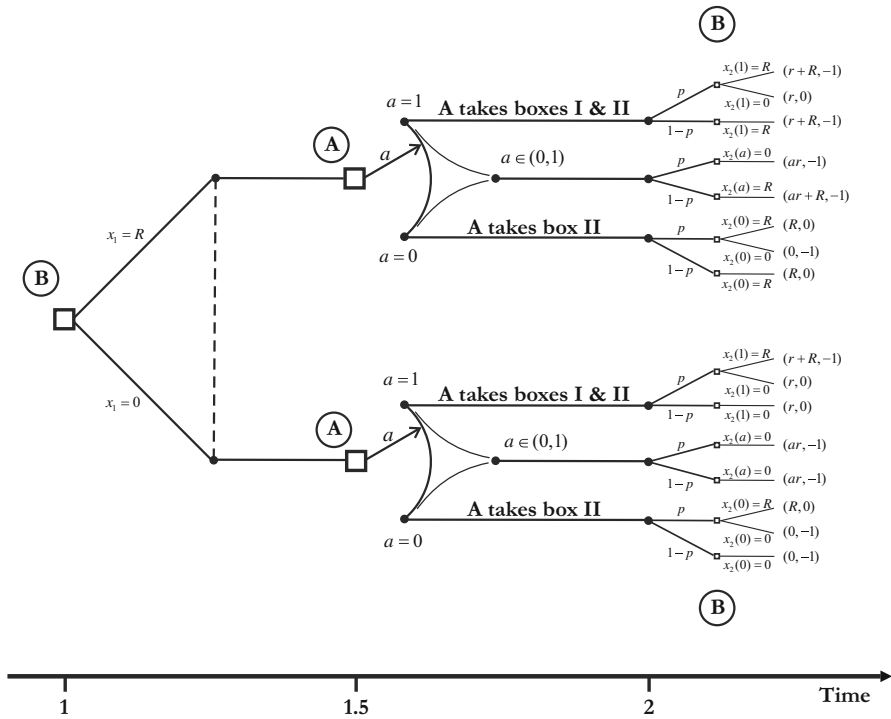 B
x₂(1) = R
(r + R, −1)
p
a = 1
A takes boxes I & II
(r, 0)
x₂(1) = 0
1 − p
x₂(1) = R
(r + R, −1)
A
a
a ∈ (0,1)
p
x₂(a) = 0
(ar, −1)
1 − p
x₂(a) = R
(ar + R, −1)
x₁ = R
A takes box II
p
x₂(0) = R
(R, 0)
a = 0
(0, −1)
x₂(0) = 0
1 − p
x₂(0) = R
(R, 0)
B
x₁ = 0
x₂(1) = R
(r + R, −1)
p
a = 1
A takes boxes I & II
(r, 0)
x₂(1) = 0
1 − p
x₂(1) = 0
(r, 0)
A
a
a ∈ (0,1)
p
x₂(a) = 0
(ar, −1)
1 − p
x₂(a) = 0
(ar, −1)
A takes box II
p
x₂(0) = R
(R, 0)
a = 0
(0, −1)
x₂(0) = 0
1 − p
x₂(0) = 0
(0, −1)
B
1
1.5
2
Time